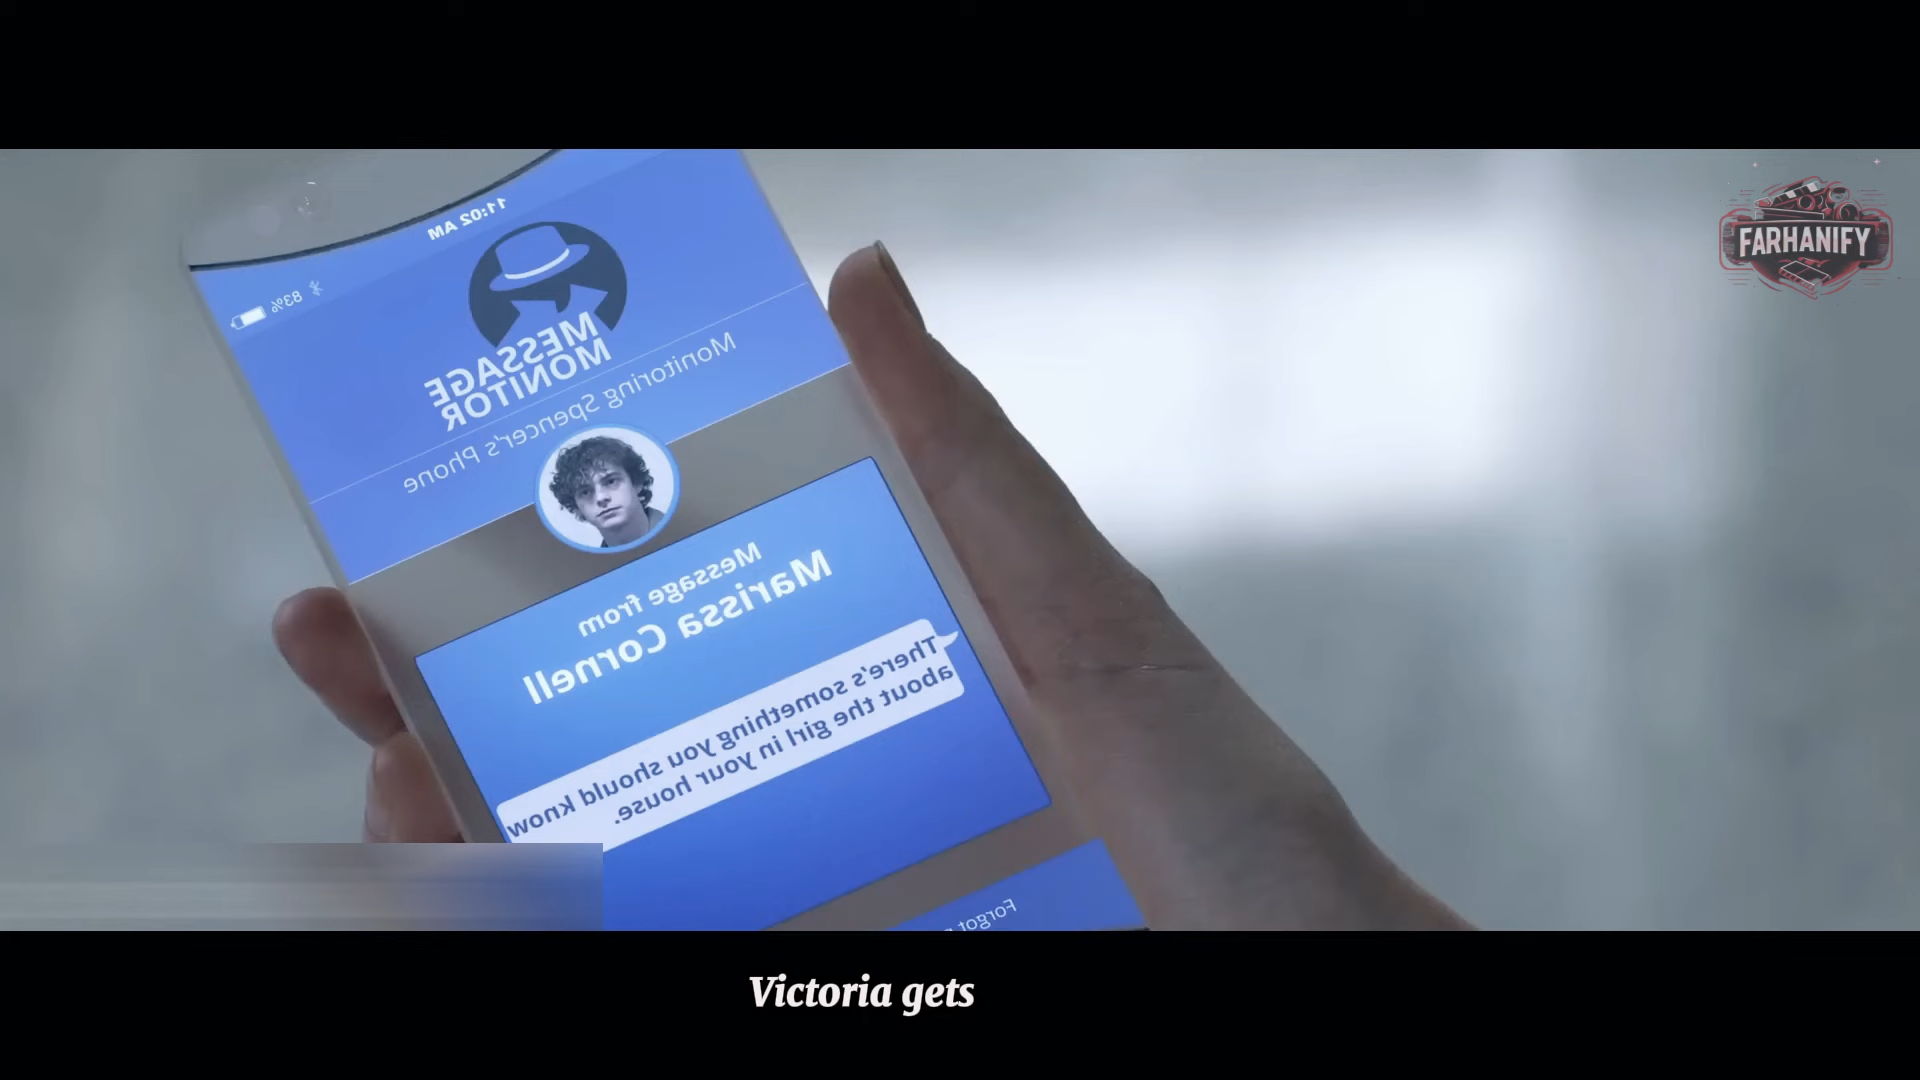 FARHANIFY
11:02 AM
83%
MESSAGE
MONITOR
Monitoring Spencer's Phone
Message from
Marissa Cornell
There's something you should know
about the girl in your house.
Forgot
Victoria gets